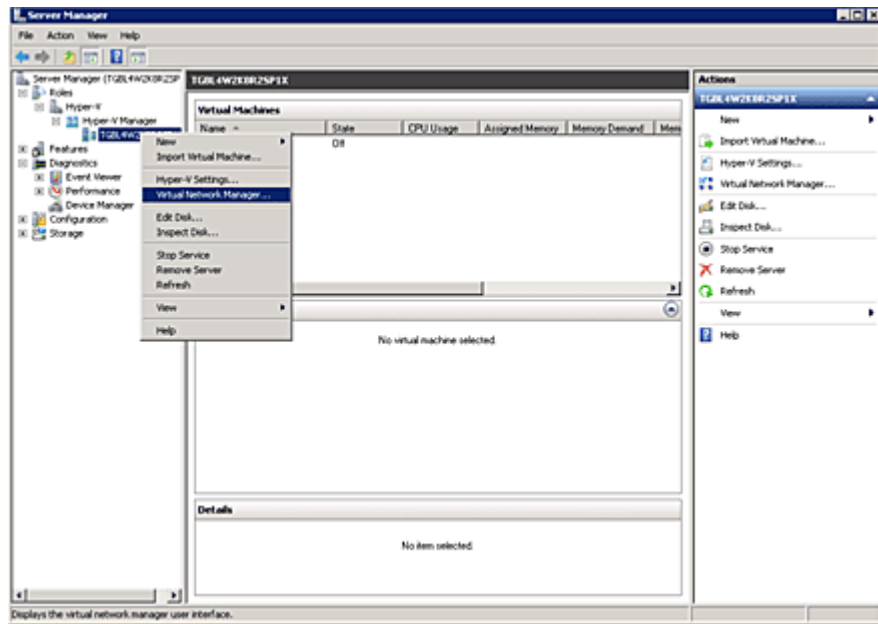 Server Manager
File Action View Help
Server Manager (TGBL4W2K8R2SP
Roles
Hyper-V
Hyper-V Manager
Features
Diagnostics
Event Viewer
Performance
Device Manager
Configuration
Storage
TGBL4W2K8R2SP1X
Virtual Machines
Name State CPU Usage Assigned Memory Memory Demand Mem
Off
New
Import Virtual Machine...
Hyper-V Settings...
Virtual Network Manager...
Edit Disk...
Inspect Disk...
Stop Service
Remove Server
Refresh
View
Help
No virtual machine selected.
Details
No item selected.
Actions
TGBL4W2K8R2SP1X
New
Import Virtual Machine...
Hyper-V Settings...
Virtual Network Manager...
Edit Disk...
Inspect Disk...
Stop Service
Remove Server
Refresh
View
Help
Displays the virtual network manager user interface.